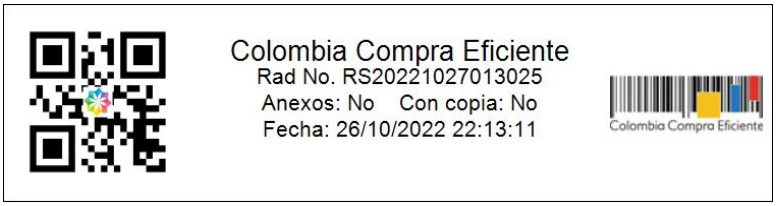 Colombia Compra Eficiente
Rad No. RS20221027013025
Anexos: No Con copia: No
Fecha: 26/10/2022 22:13:11
Colombia Compra Eficiente